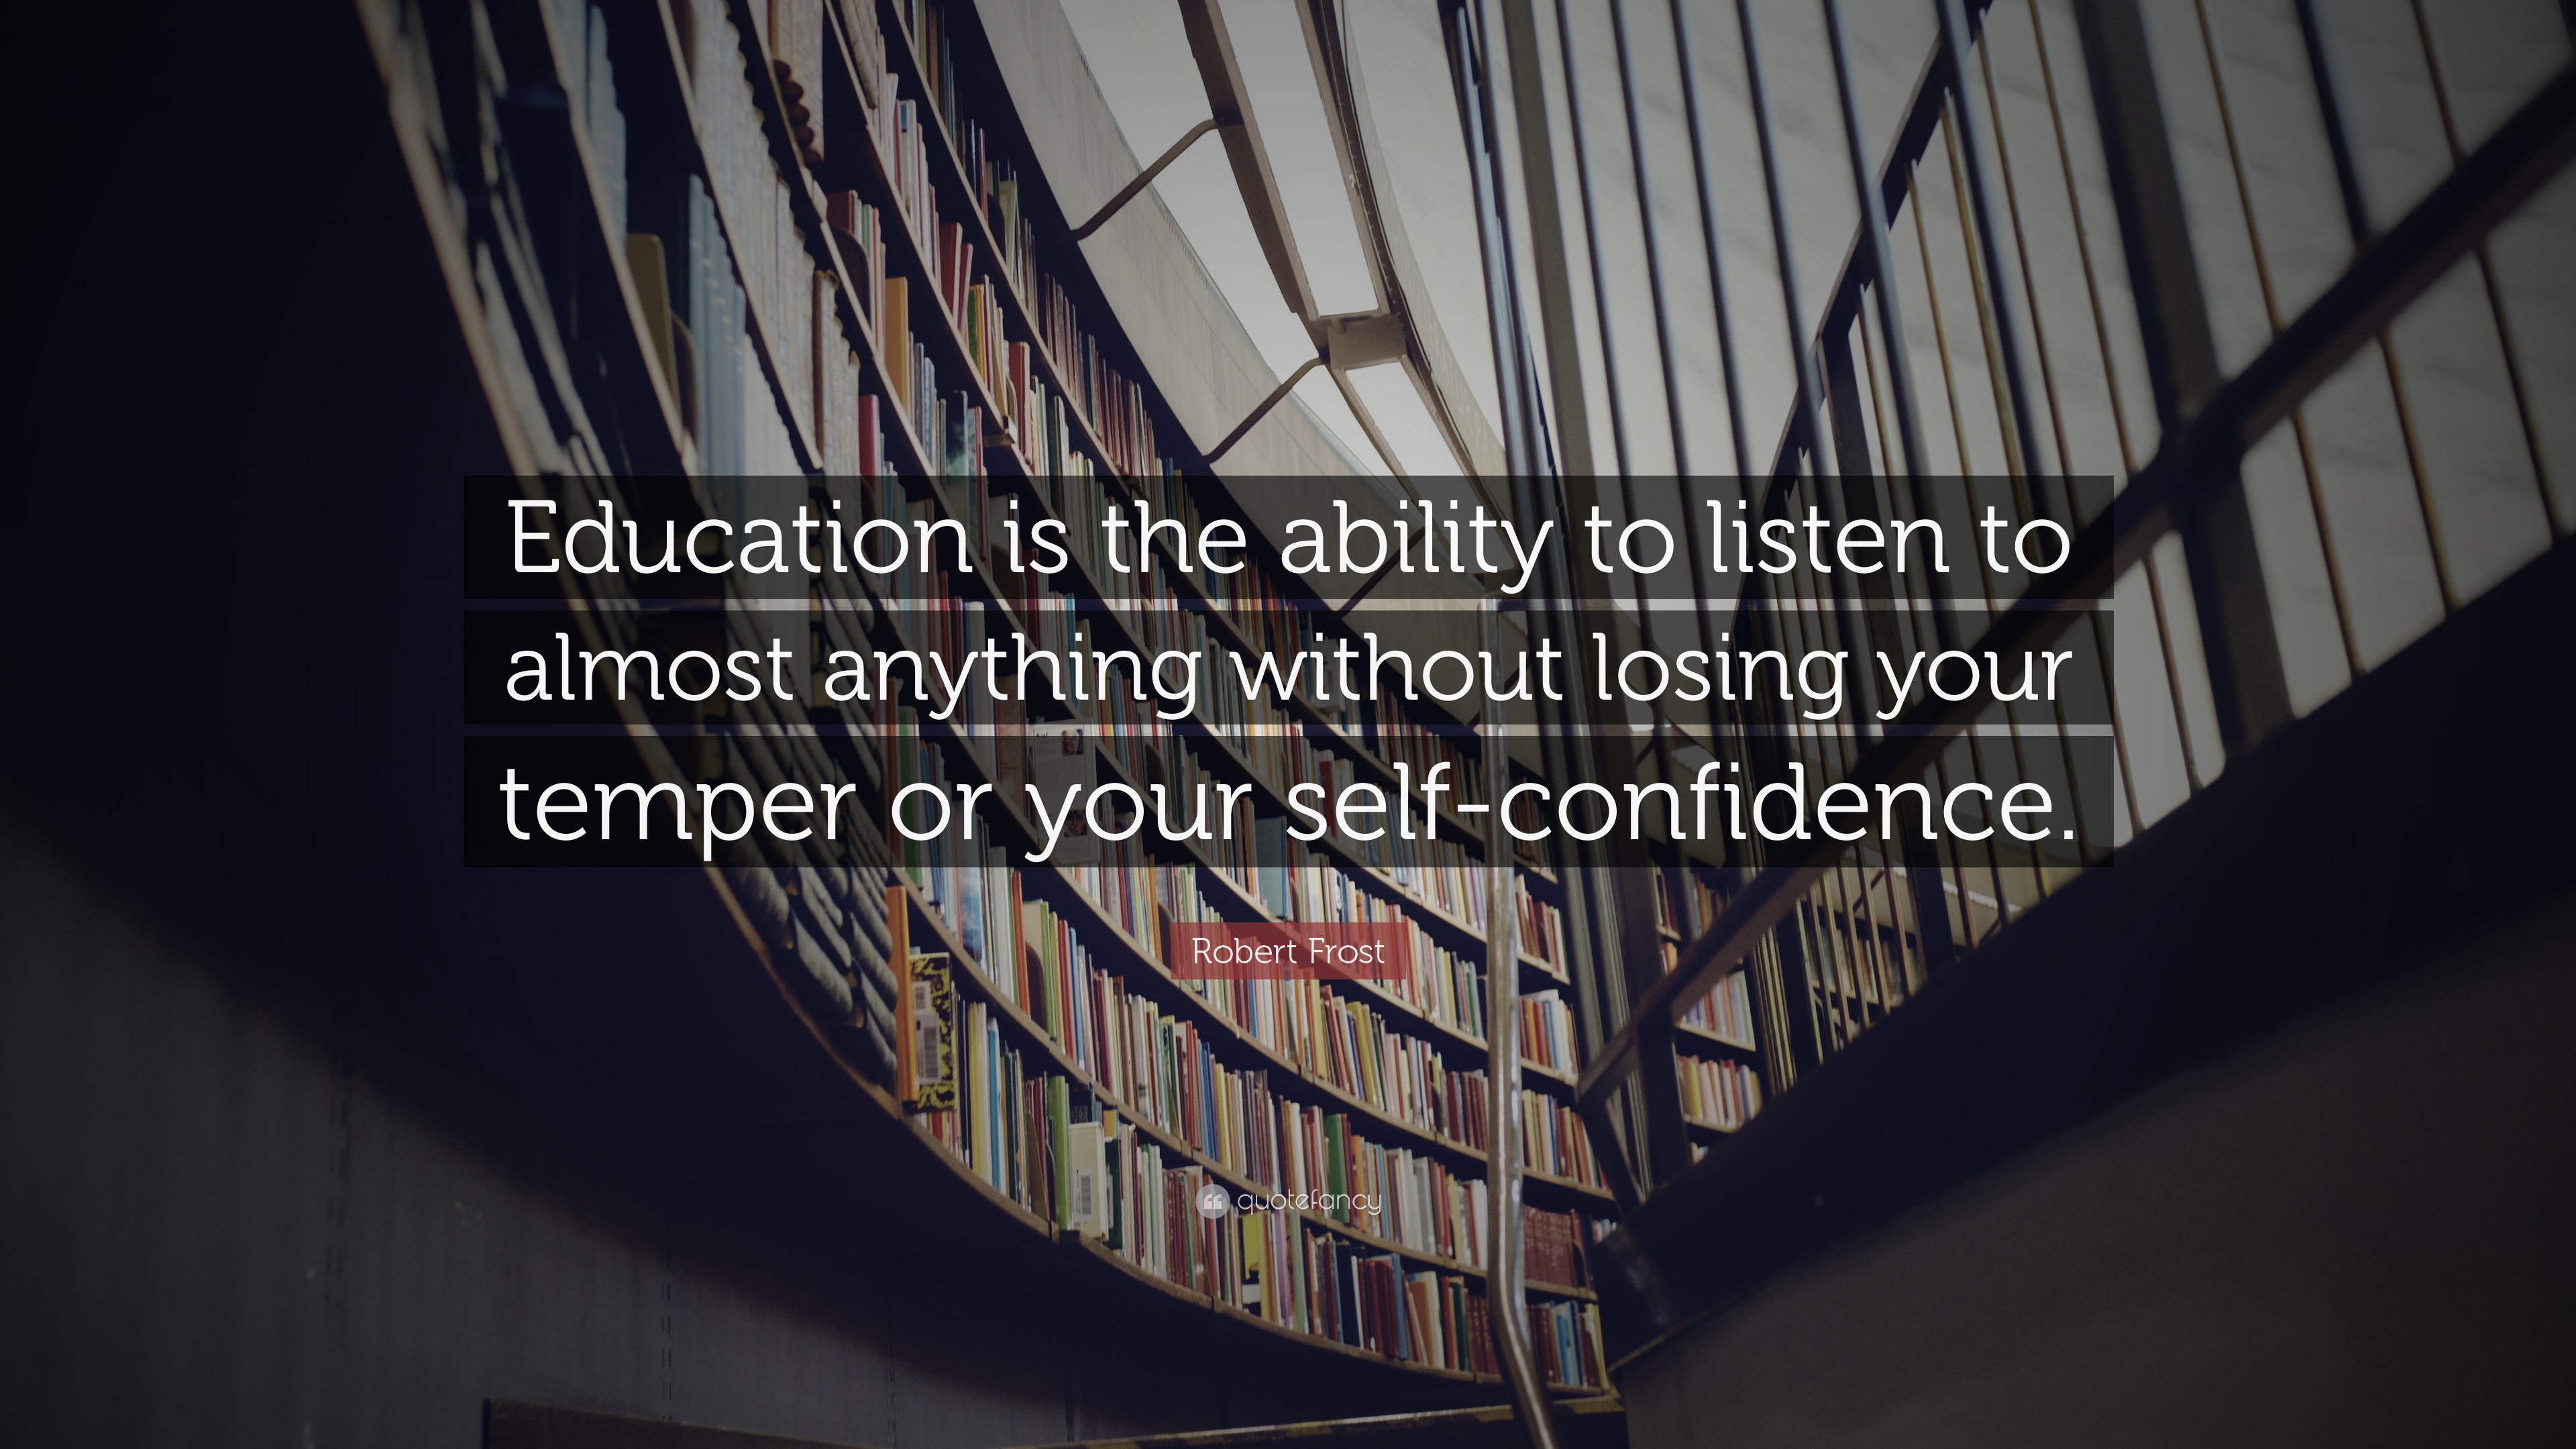 Education is the ability to listen to
almost anything without losing your
temper or your self-confidence.
Robert Frost
quotefancy